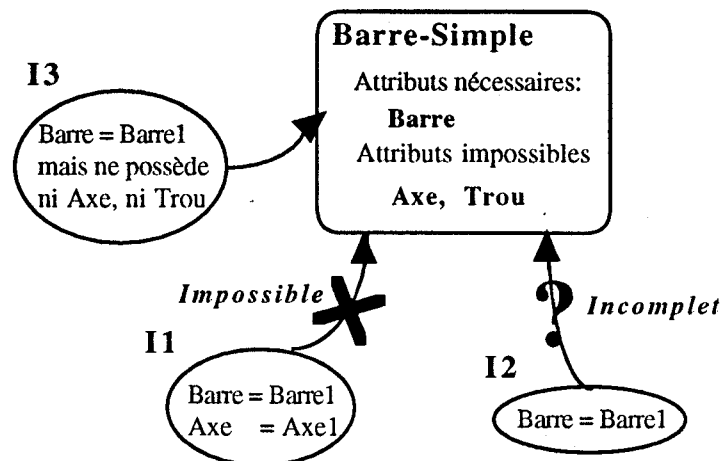 Barre-Simple
Attributs nécessaires:
Barre
Attributs impossibles
Axe, Trou
I3
Barre = Barre1
mais ne possède
ni Axe, ni Trou
Impossible
?
Incomplet
I1
Barre = Barre1
Axe = Axe1
I2
Barre = Barre1